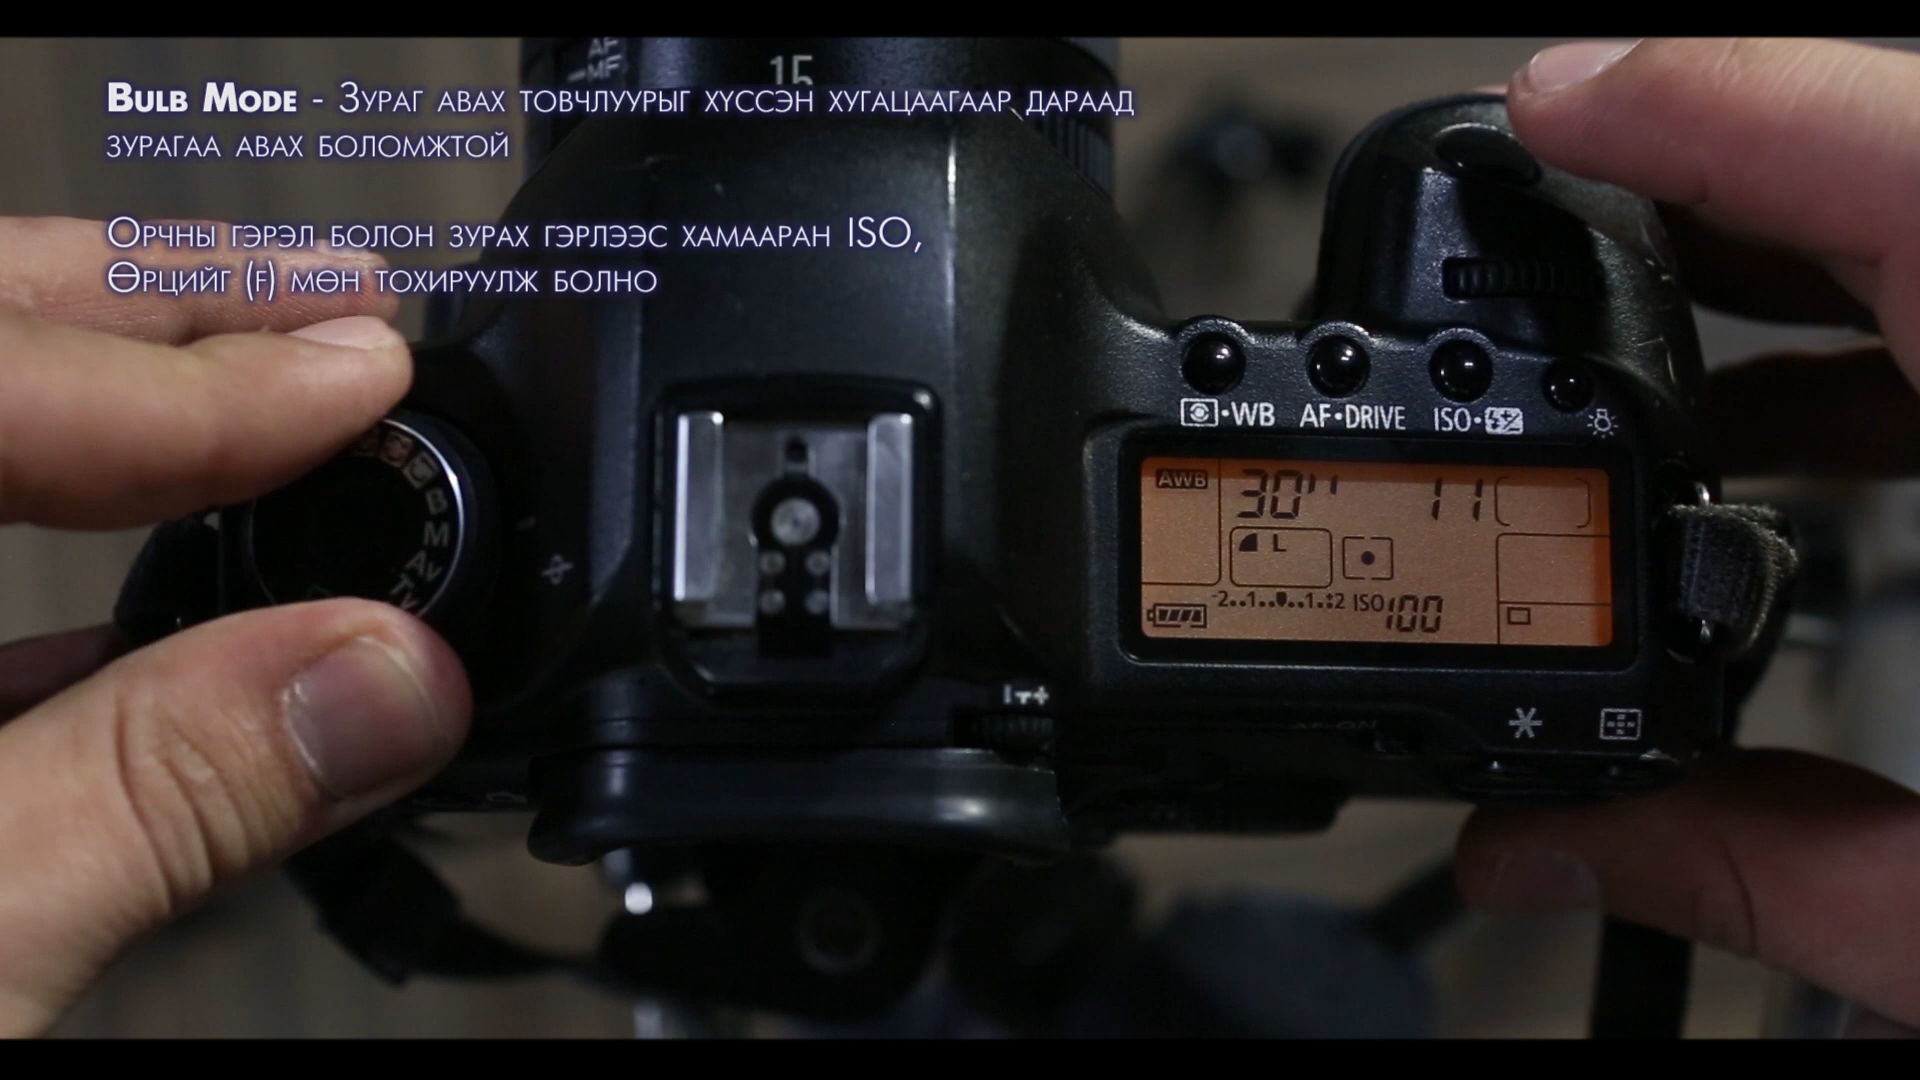 AF
MF
15
BULB MODE - ЗУРАГ АВАХ ТОВЧЛУУРЫГ ХҮССЭН ХУГАЦААГААР ДАРААД
ЗУРАГАА АВАХ БОЛОМЖТОЙ
ОРЧНЫ ГЭРЭЛ БОЛОН ЗУРАХ ГЭРЛЭЭС ХАМААРАН ISO,
ӨРЦИЙГ (F) МӨН ТОХИРУУЛЖ БОЛНО
•WB AF•DRIVE ISO•
B
M
Av
Tv
AWB 30" 11
L
-2..1..0..1.:2 ISO 100
AF-ON